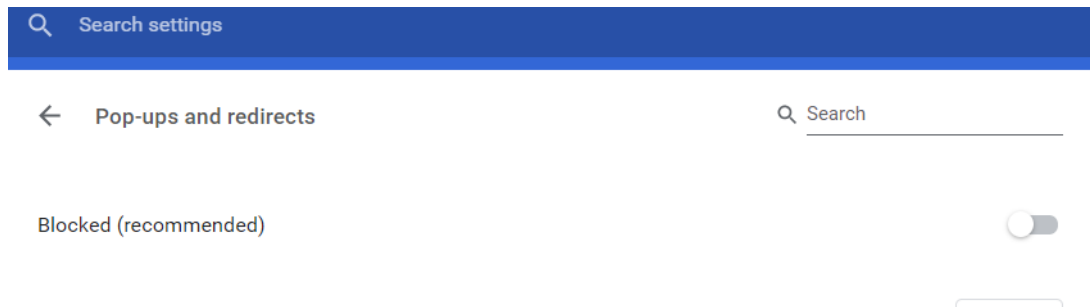 Search settings
Pop-ups and redirects
Search
Blocked (recommended)